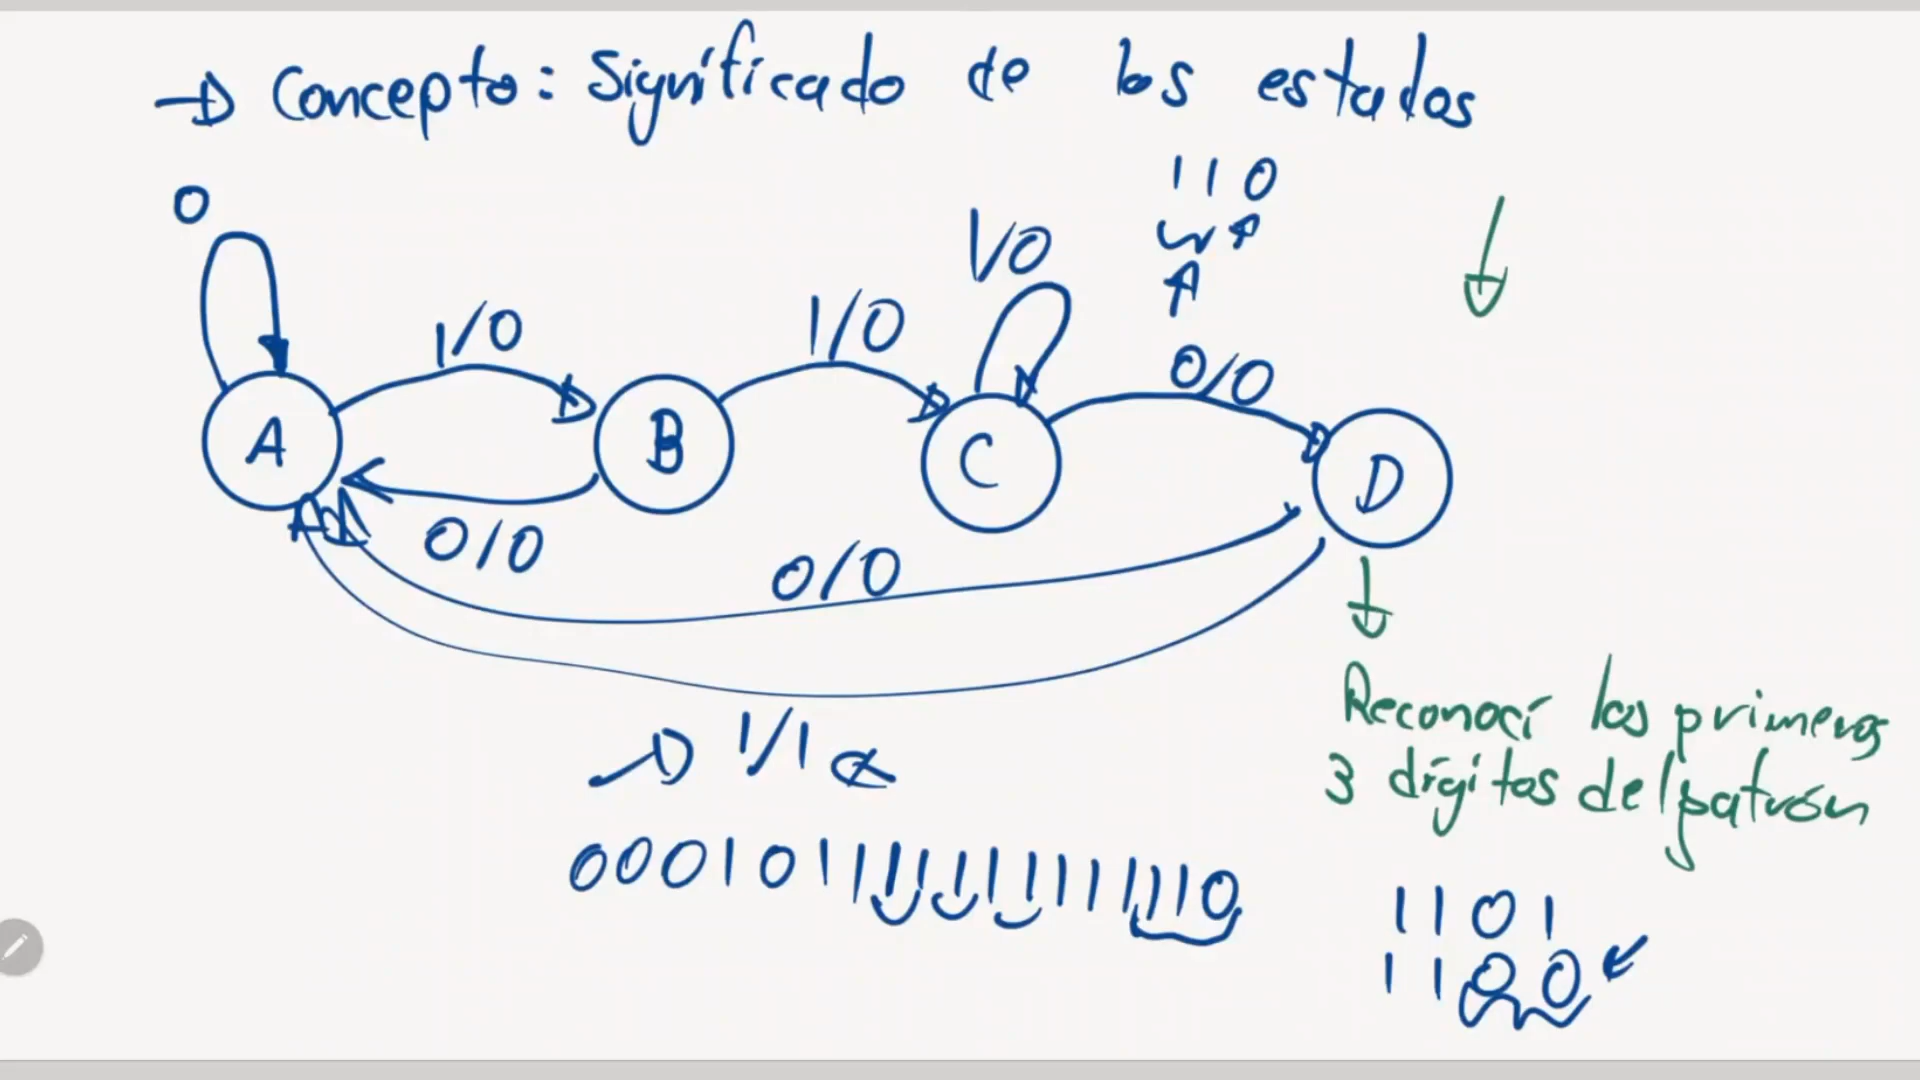 → Concepto: Significado de los estados
110
0
1/0
1/0
1/0
0/0
A
B
C
D
0/0
0/0
1/1
Reconocí los primeros
3 dígitos del patrón
1101
1100